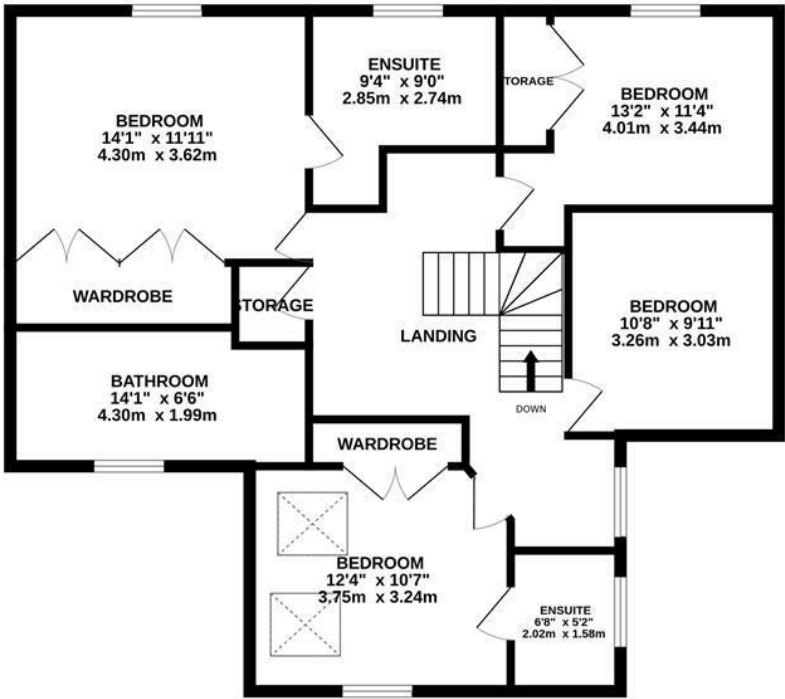 ENSUITE
9'4" x 9'0"
2.85m x 2.74m
TORAGE
BEDROOM
13'2" x 11'4"
4.01m x 3.44m
BEDROOM
14'1" x 11'11"
4.30m x 3.62m
WARDROBE
STORAGE
BEDROOM
10'8" x 9'11"
3.26m x 3.03m
LANDING
BATHROOM
14'1" x 6'6"
4.30m x 1.99m
DOWN
WARDROBE
BEDROOM
12'4" x 10'7"
3.75m x 3.24m
ENSUITE
6'8" x 5'2"
2.02m x 1.58m